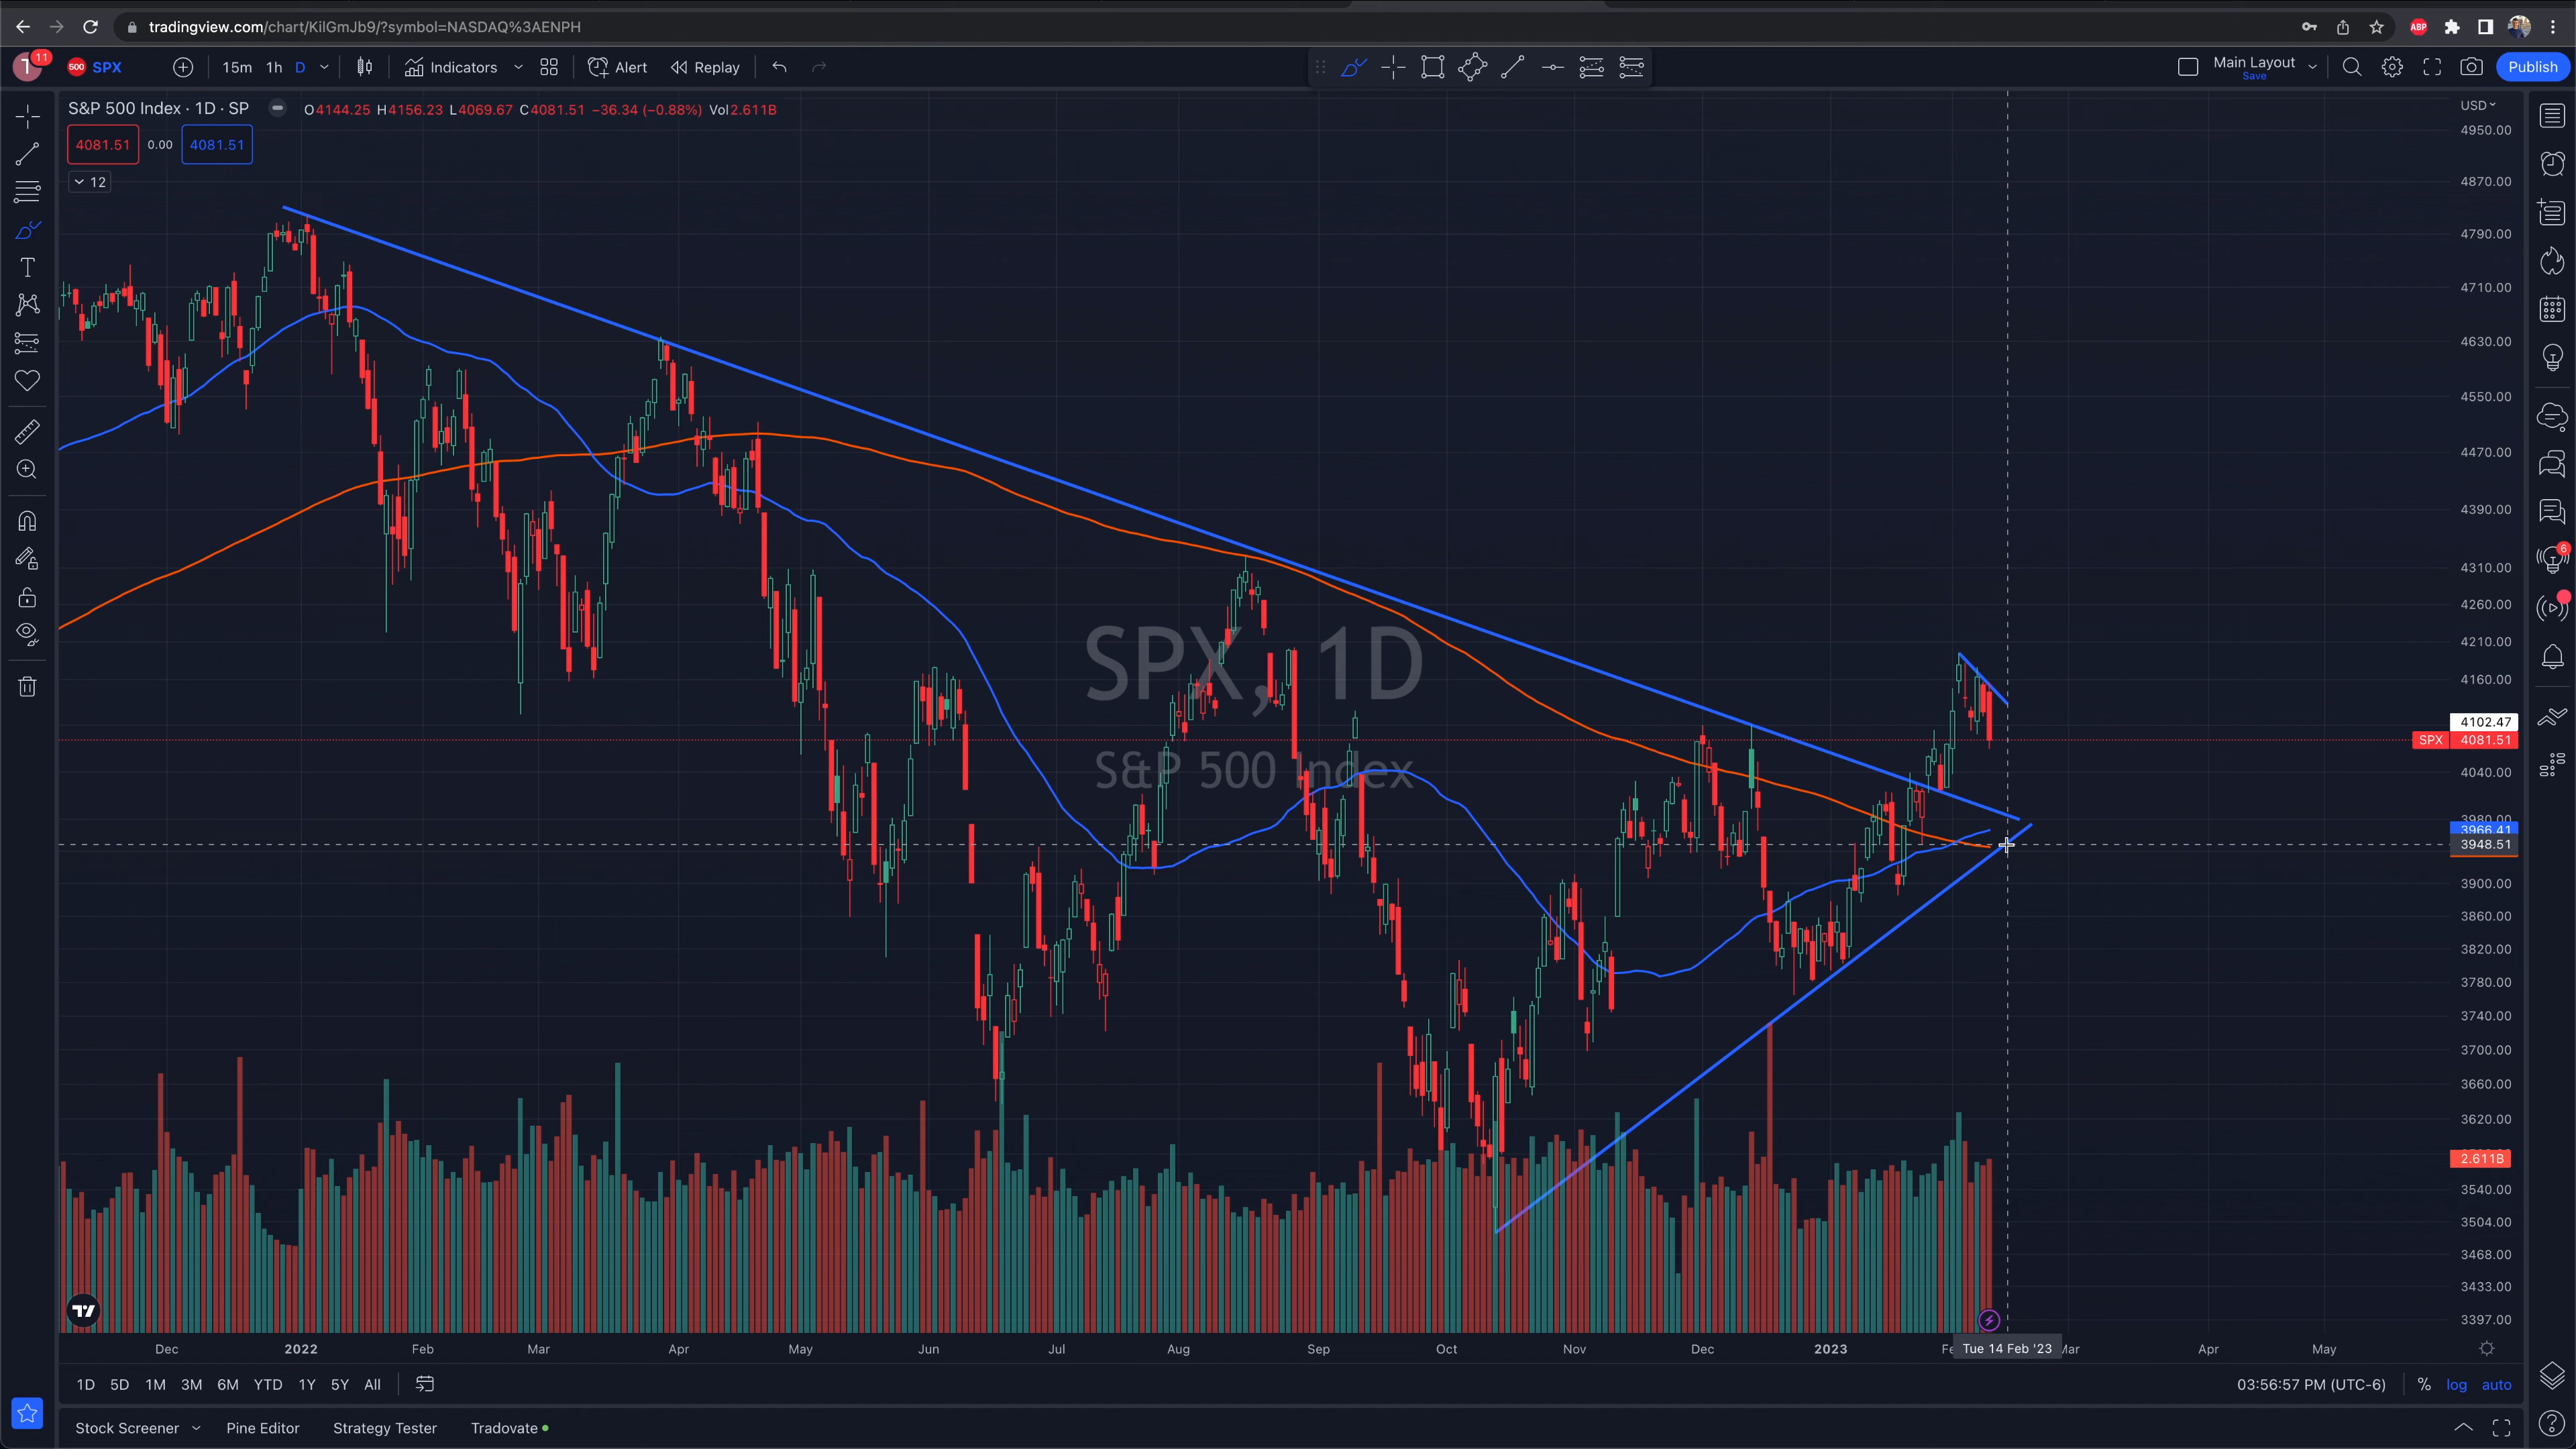 tradingview.com/chart/KilGmJb9/?symbol=NASDAQ%3AENPH
ABP
T 11 500 SPX 15m 1h D Indicators Alert Replay Main Layout Save Publish
S&P 500 Index · 1D · SP O4144.25 H4156.23 L4069.67 C4081.51 −36.34 (−0.88%) Vol2.611B
4081.51 0.00 4081.51
12
USD
4950.00
4870.00
4790.00
4710.00
4630.00
4550.00
4470.00
4390.00
4310.00
4260.00
4210.00
4160.00
4102.47
SPX 4081.51
4040.00
3980.00
3966.41
3948.51
3900.00
3860.00
3820.00
3780.00
3740.00
3700.00
3660.00
3620.00
2.611B
3540.00
3504.00
3468.00
3433.00
3397.00
SPX, 1D
S&P 500 Index
6
T
Dec 2022 Feb Mar Apr May Jun Jul Aug Sep Oct Nov Dec 2023 Tue 14 Feb '23 Apr May
1D 5D 1M 3M 6M YTD 1Y 5Y All 03:56:57 PM (UTC-6) % log auto
Stock Screener Pine Editor Strategy Tester Tradovate